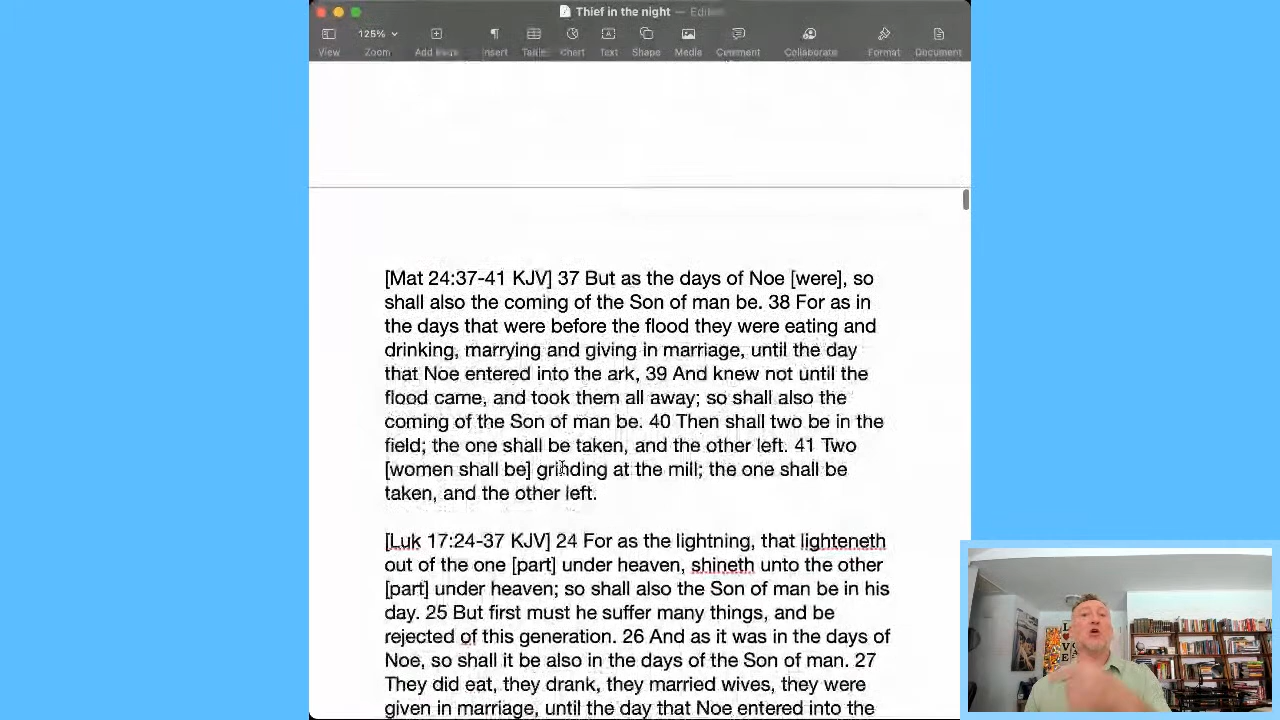 Thief in the night — Edited
125%
View Zoom Add Page Insert Table Chart Text Shape Media Comment Collaborate Format Document
[Mat 24:37-41 KJV] 37 But as the days of Noe [were], so
shall also the coming of the Son of man be. 38 For as in
the days that were before the flood they were eating and
drinking, marrying and giving in marriage, until the day
that Noe entered into the ark, 39 And knew not until the
flood came, and took them all away; so shall also the
coming of the Son of man be. 40 Then shall two be in the
field; the one shall be taken, and the other left. 41 Two
[women shall be] grinding at the mill; the one shall be
taken, and the other left.
[Luk 17:24-37 KJV] 24 For as the lightning, that lighteneth
out of the one [part] under heaven, shineth unto the other
[part] under heaven; so shall also the Son of man be in his
day. 25 But first must he suffer many things, and be
rejected of this generation. 26 And as it was in the days of
Noe, so shall it be also in the days of the Son of man. 27
They did eat, they drank, they married wives, they were
given in marriage, until the day that Noe entered into the